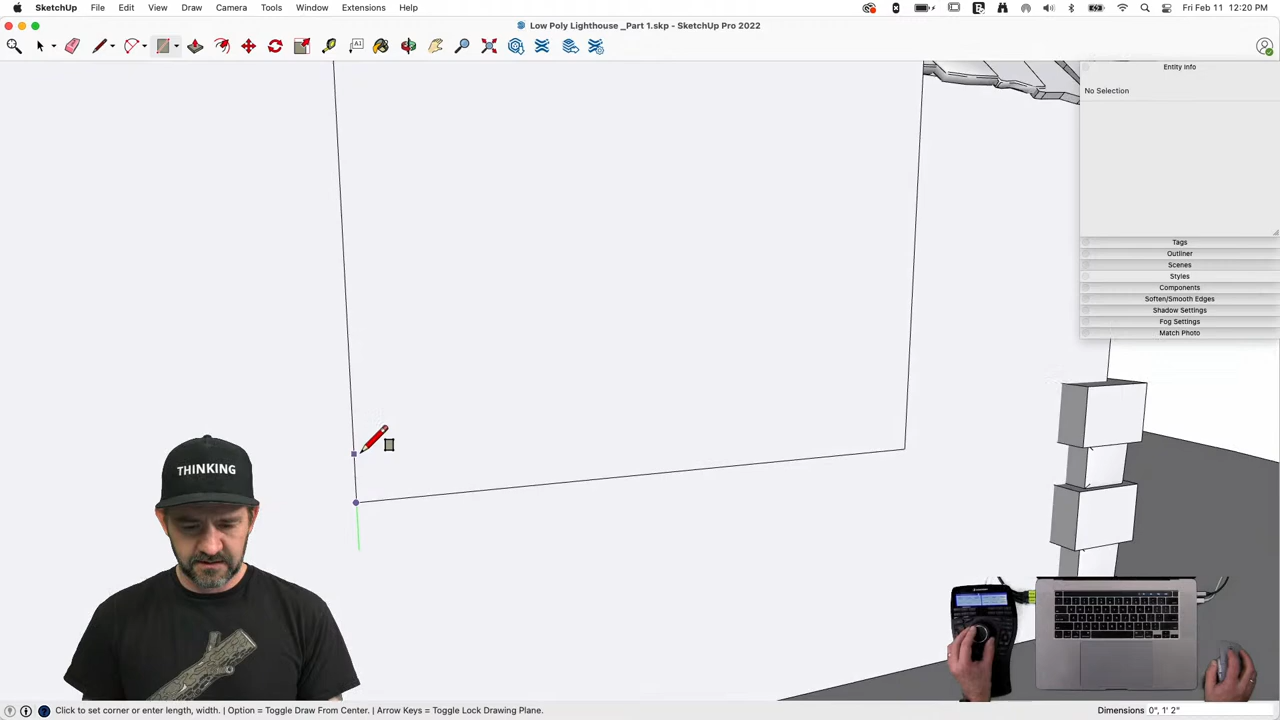 SketchUp File Edit View Draw Camera Tools Window Extensions Help
Fri Feb 11 12:20 PM
Low Poly Lighthouse _Part 1.skp - SketchUp Pro 2022
Entity Info
No Selection
Tags
Outliner
Scenes
Styles
Components
Soften/Smooth Edges
Shadow Settings
Fog Settings
Match Photo
THINKING
Click to set corner or enter length, width. | Option = Toggle Draw From Center. | Arrow Keys = Toggle Lock Drawing Plane.
Dimensions 0", 1' 2"